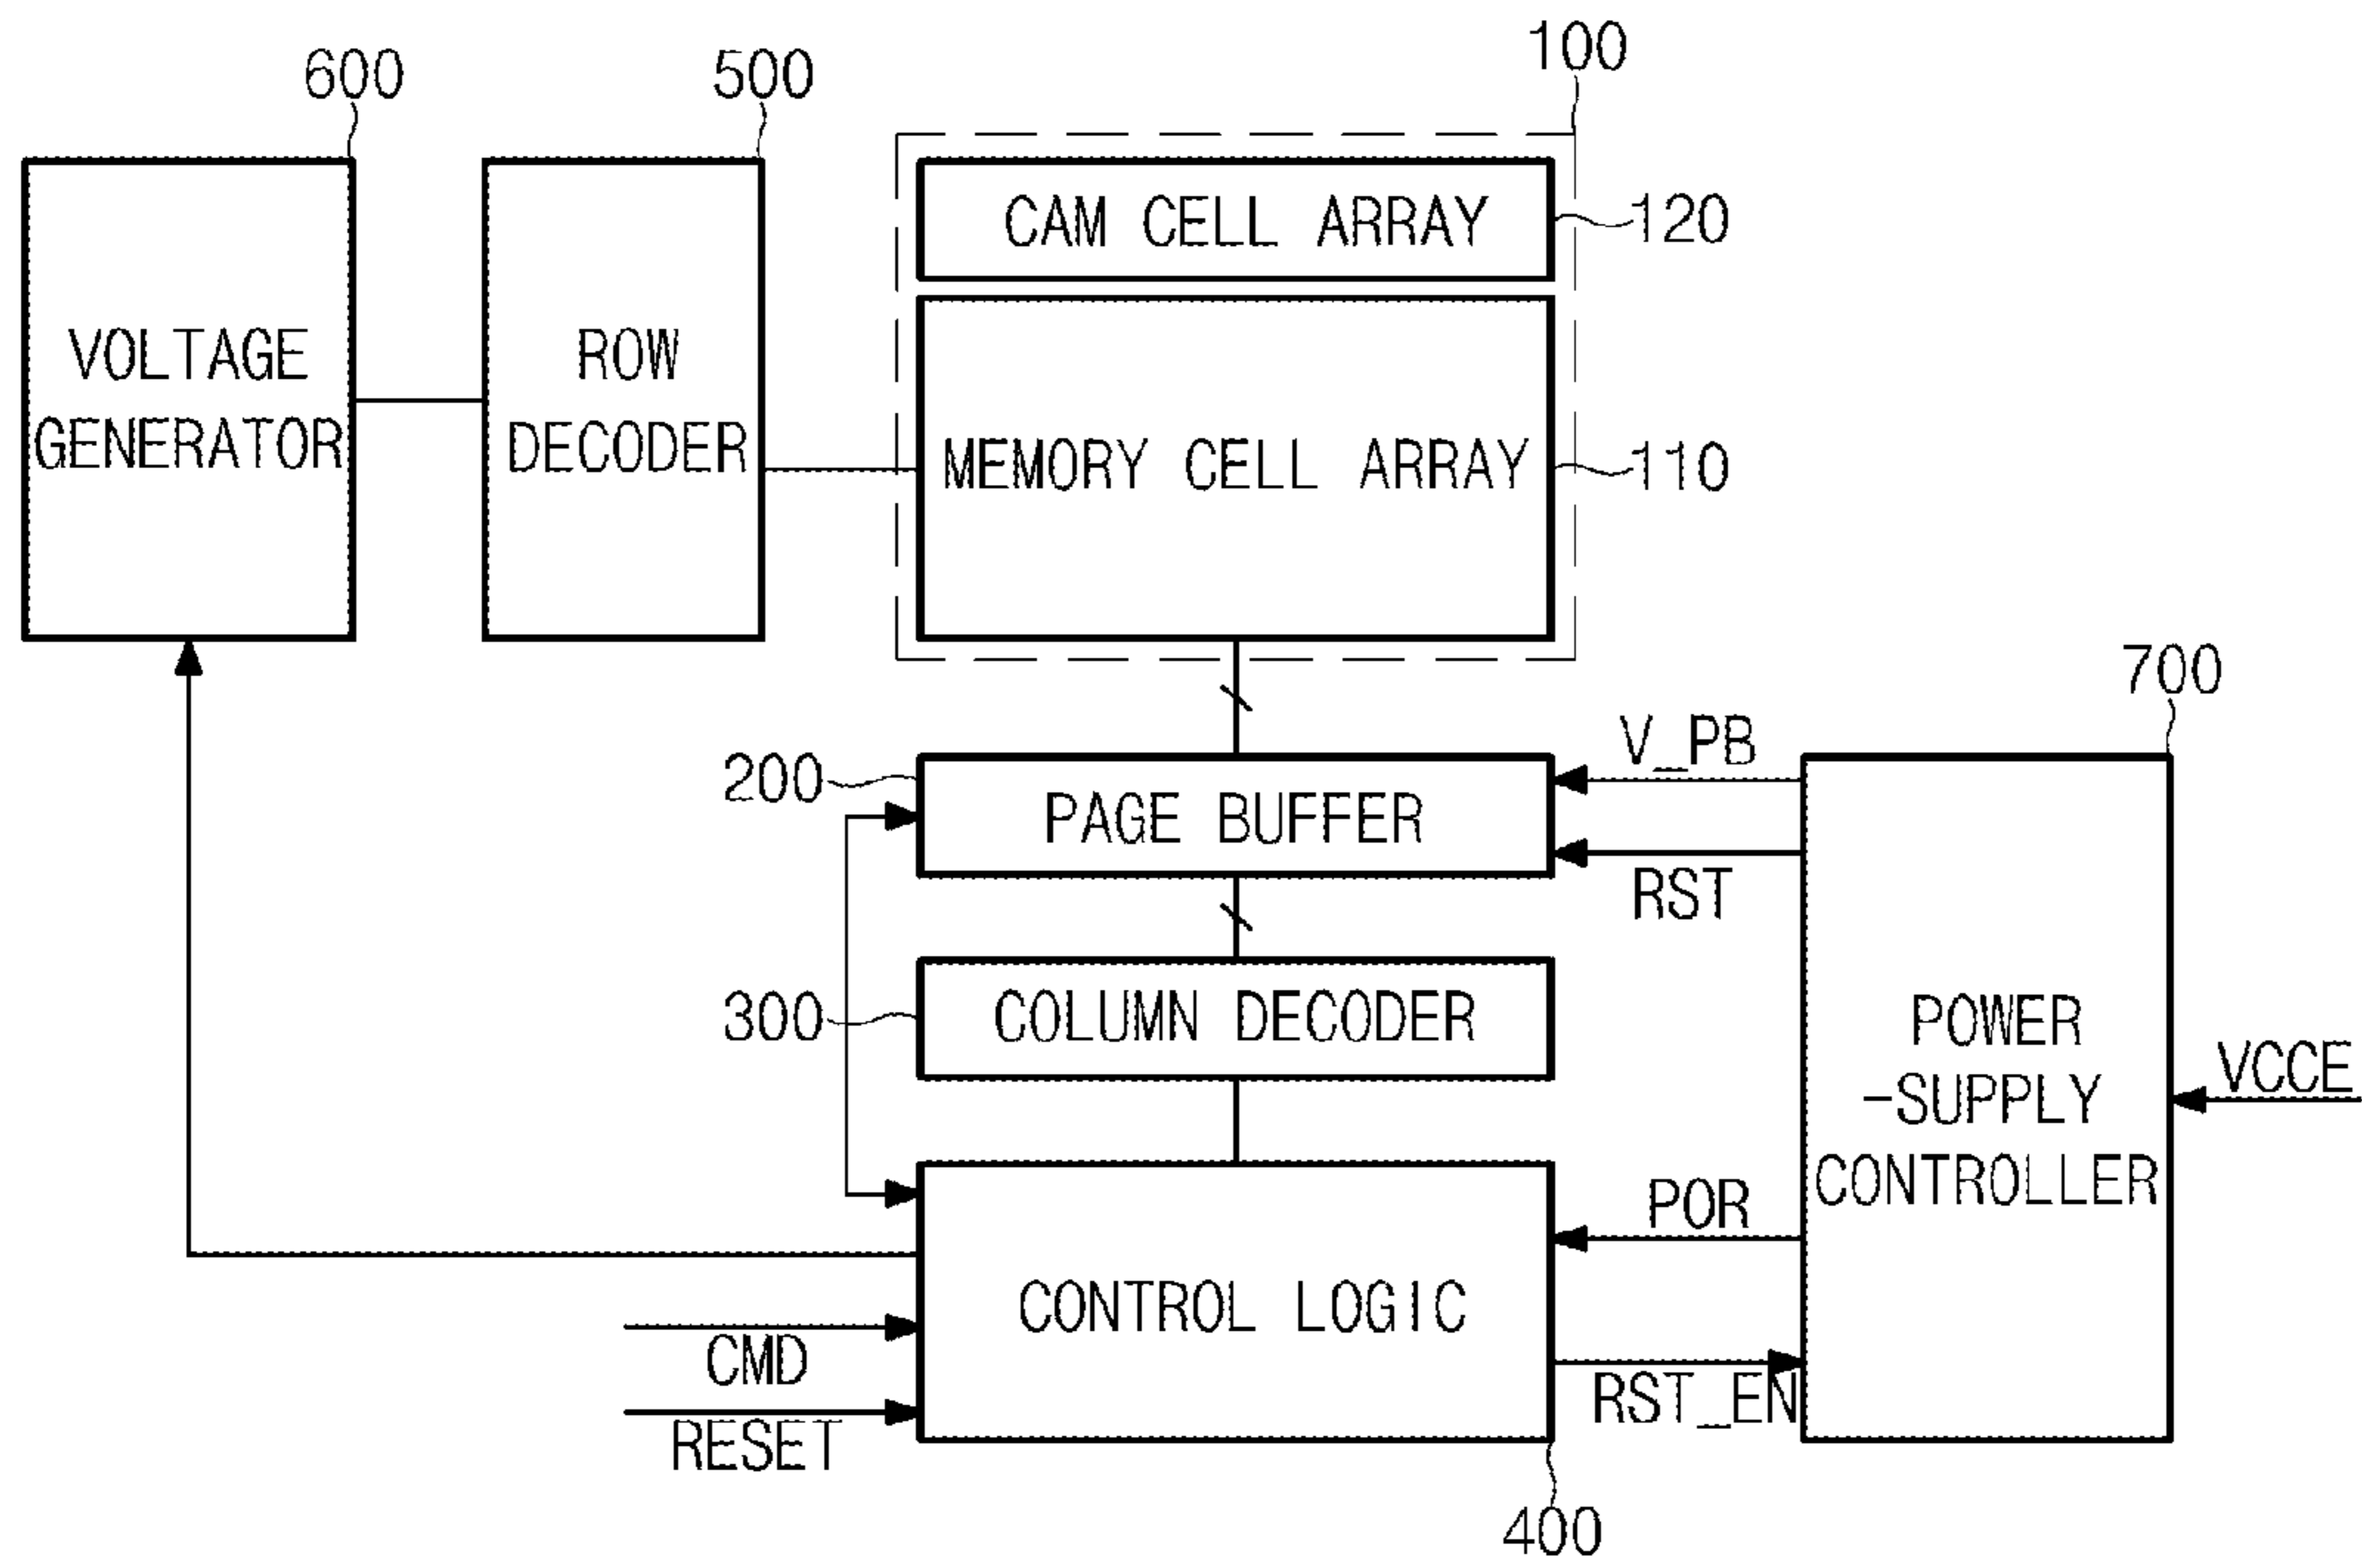 100
600
500
CAM CELL ARRAY
120
VOLTAGE
GENERATOR
ROW
DECODER
MEMORY CELL ARRAY
110
700
V_PB
200
PAGE BUFFER
RST
300
COLUMN DECODER
POWER
-SUPPLY
CONTROLLER
VCCE
POR
CONTROL LOGIC
CMD
RST_EN
RESET
400